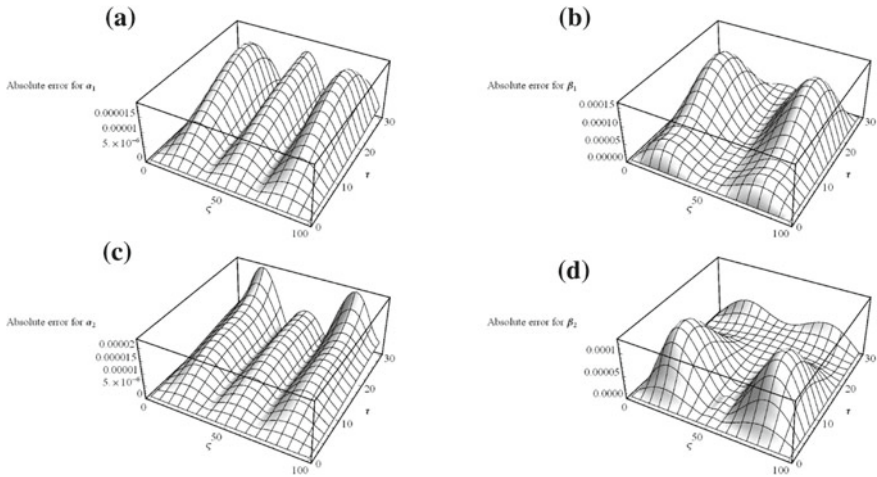 (a)
Absolute error for α₁
0.000015
0.00001
5.×10⁻⁶
0
50
ς
100
0
10
τ
20
30
(b)
Absolute error for β₁
0.00015
0.00010
0.00005
0.00000
0
50
ς
100
0
10
τ
20
30
(c)
Absolute error for α₂
0.00002
0.000015
0.00001
5.×10⁻⁶
0
0
50
ς
100
0
10
τ
20
30
(d)
Absolute error for β₂
0.0001
0.00005
0.0000
0
50
ς
100
0
10
τ
20
30